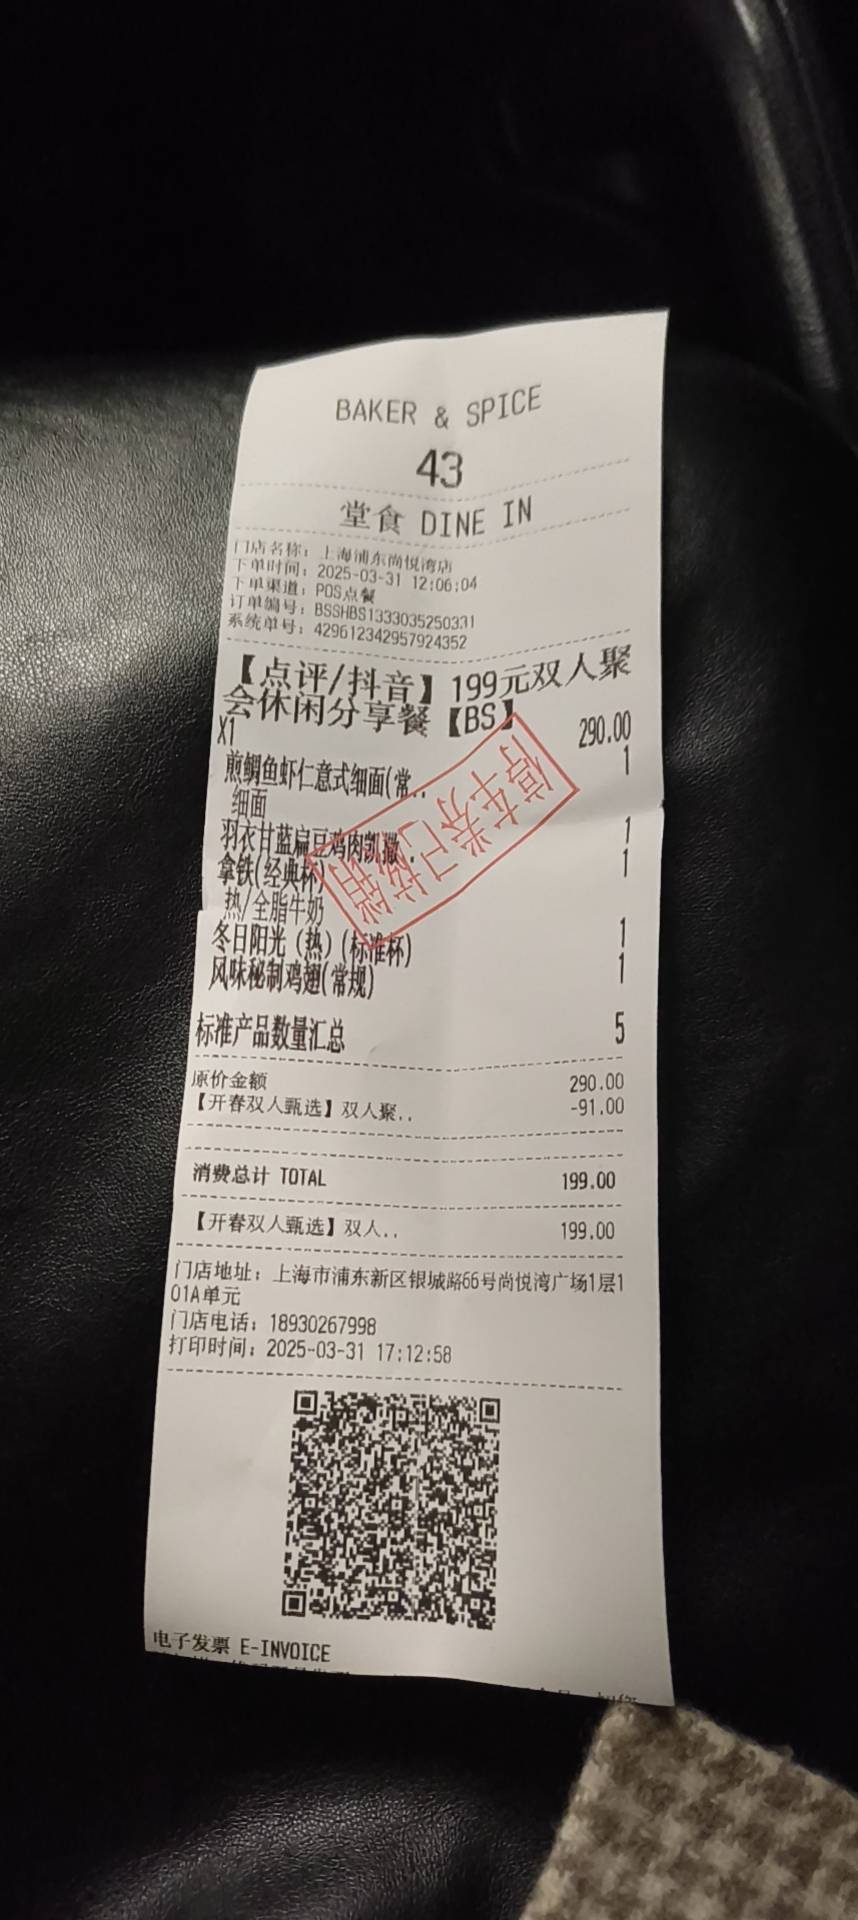 BAKER & SPICE
43
堂食 DINE IN
门店名称：上海浦东尚悦湾店
下单时间：2025-03-31 12:06:04
下单渠道：POS点餐
订单编号：BSSHBS1333035250331
系统单号：429612342957924352
【点评/抖音】199元双人聚
会休闲分享餐【BS】
X1 290.00
煎鲷鱼虾仁意式细面(常.. 1
细面
羽衣甘蓝扁豆鸡肉凯撒.. 1
拿铁(经典杯) 1
热/全脂牛奶
冬日阳光（热）(标准杯) 1
风味秘制鸡翅(常规) 1
停车券已核销
标准产品数量汇总 5
原价金额 290.00
【开春双人甄选】双人聚.. -91.00
消费总计 TOTAL 199.00
【开春双人甄选】双人.. 199.00
门店地址：上海市浦东新区银城路66号尚悦湾广场1层1
01A单元
门店电话：18930267998
打印时间：2025-03-31 17:12:58
电子发票 E-INVOICE